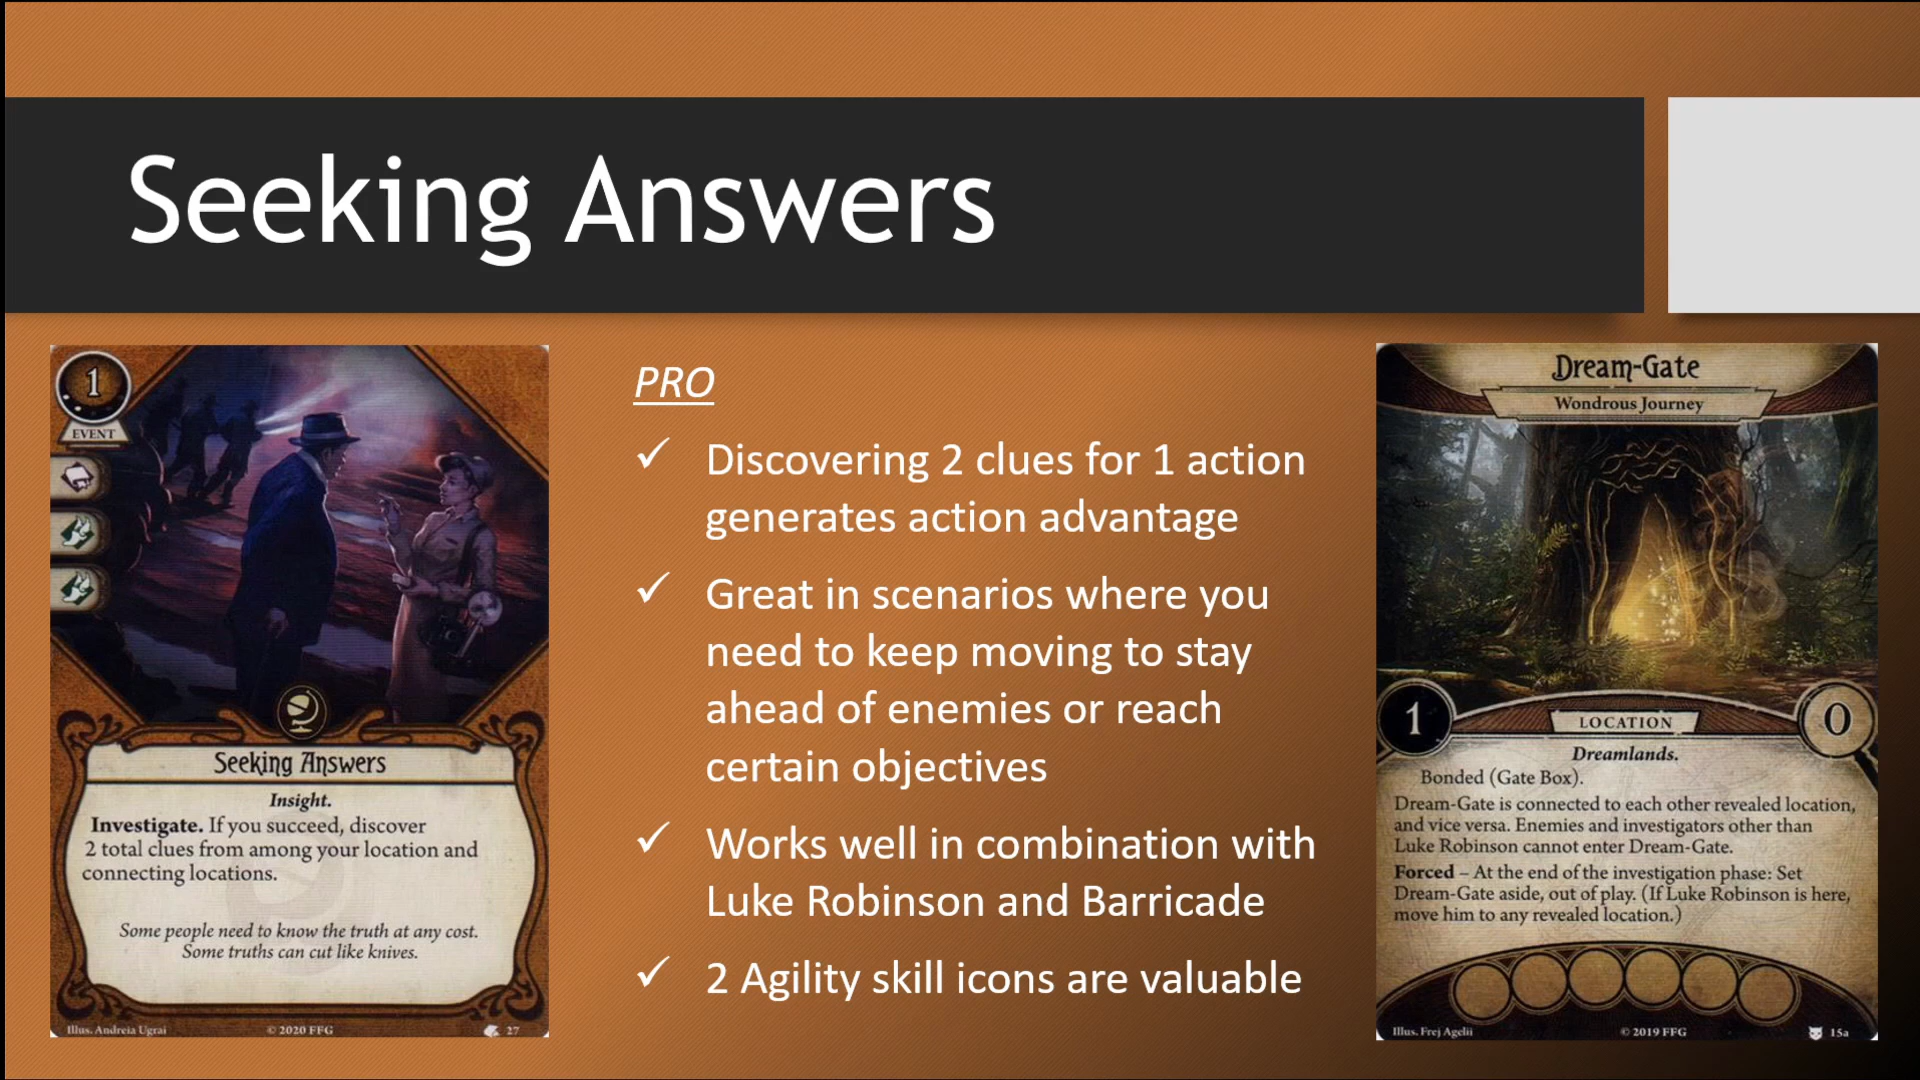 Seeking Answers
1
EVENT
Seeking Answers
Insight.
Investigate. If you succeed, discover
2 total clues from among your location and
connecting locations.
Some people need to know the truth at any cost.
Some truths can cut like knives.
Illus. Andreia Ugrai
© 2020 FFG
27
PRO
✓ Discovering 2 clues for 1 action
generates action advantage
✓ Great in scenarios where you
need to keep moving to stay
ahead of enemies or reach
certain objectives
✓ Works well in combination with
Luke Robinson and Barricade
✓ 2 Agility skill icons are valuable
Dream-Gate
Wondrous Journey
1
LOCATION
0
Dreamlands.
Bonded (Gate Box).
Dream-Gate is connected to each other revealed location,
and vice versa. Enemies and investigators other than
Luke Robinson cannot enter Dream-Gate.
Forced – At the end of the investigation phase: Set
Dream-Gate aside, out of play. (If Luke Robinson is here,
move him to any revealed location.)
Illus. Frej Agelii
© 2019 FFG
15a